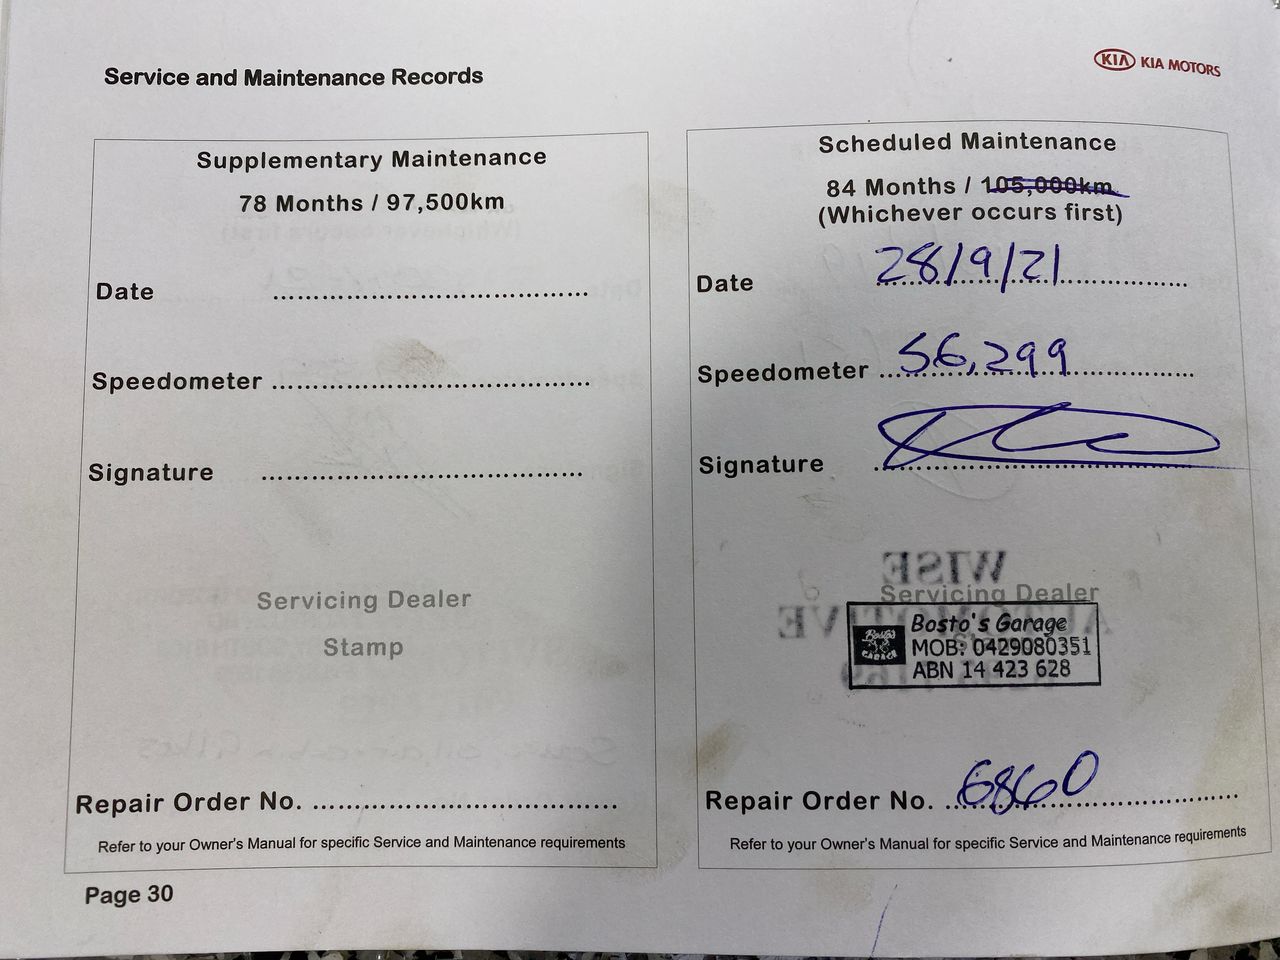 Service and Maintenance Records
KIA KIA MOTORS
Supplementary Maintenance
78 Months / 97,500km
Date ........................................
Speedometer ........................................
Signature ........................................
Servicing Dealer
Stamp
Repair Order No. ........................................
Refer to your Owner's Manual for specific Service and Maintenance requirements
Page 30
Scheduled Maintenance
84 Months / 105,000km
(Whichever occurs first)
Date 28/9/21
Speedometer 56,299
Signature
WISE
Servicing Dealer
Bosto's Garage
MOB: 0429080351
ABN 14 423 628
Repair Order No. 6860
Refer to your Owner's Manual for specific Service and Maintenance requirements